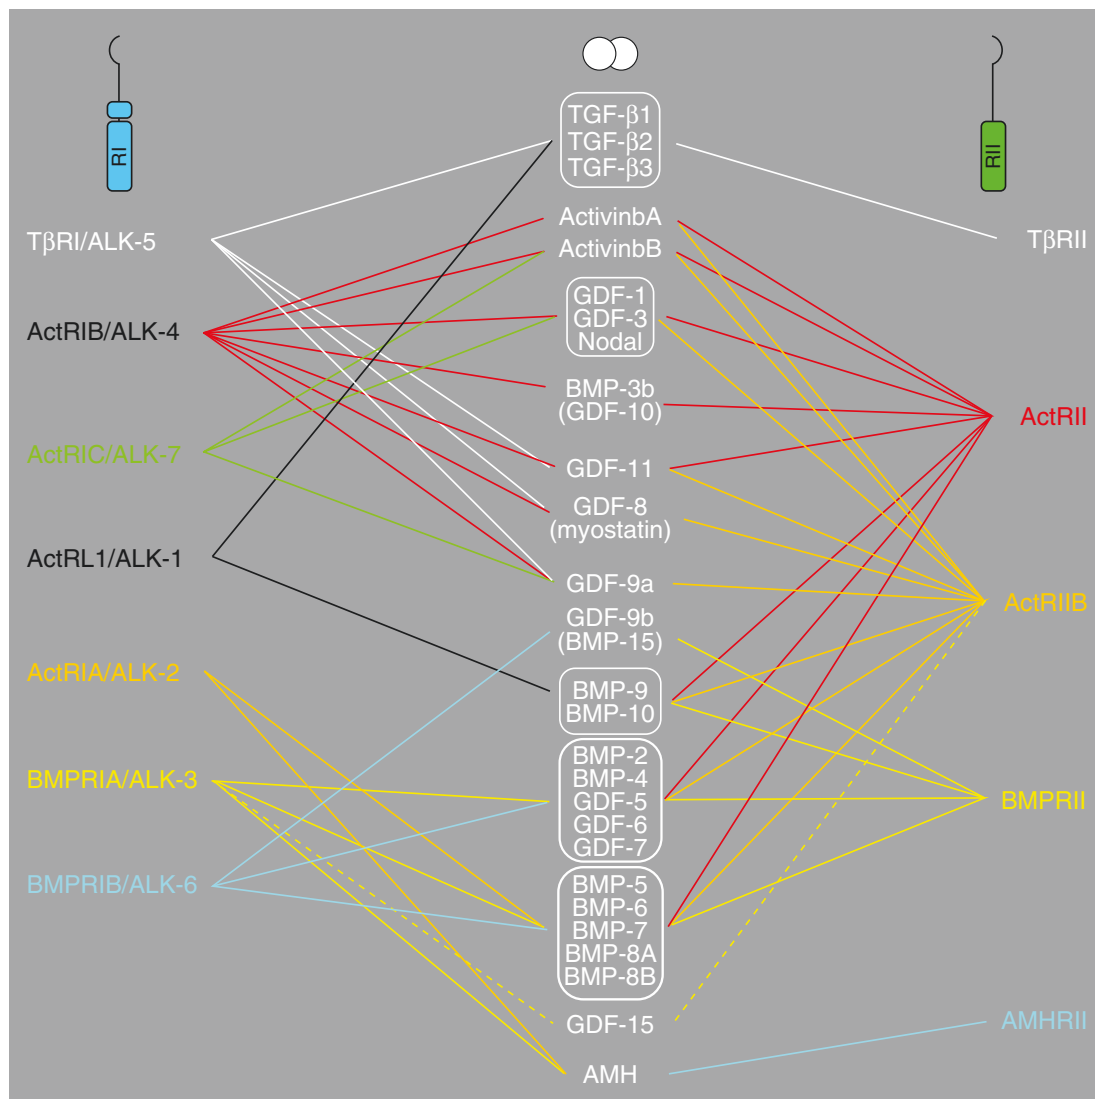 RI
TβRI/ALK-5
ActRIB/ALK-4
ActRIC/ALK-7
ActRL1/ALK-1
ActRIA/ALK-2
BMPRIA/ALK-3
BMPRIB/ALK-6
TGF-β1
TGF-β2
TGF-β3
ActivinbA
ActivinbB
GDF-1
GDF-3
Nodal
BMP-3b
(GDF-10)
GDF-11
GDF-8
(myostatin)
GDF-9a
GDF-9b
(BMP-15)
BMP-9
BMP-10
BMP-2
BMP-4
GDF-5
GDF-6
GDF-7
BMP-5
BMP-6
BMP-7
BMP-8A
BMP-8B
GDF-15
AMH
RII
TβRII
ActRII
ActRIIB
BMPRII
AMHRII